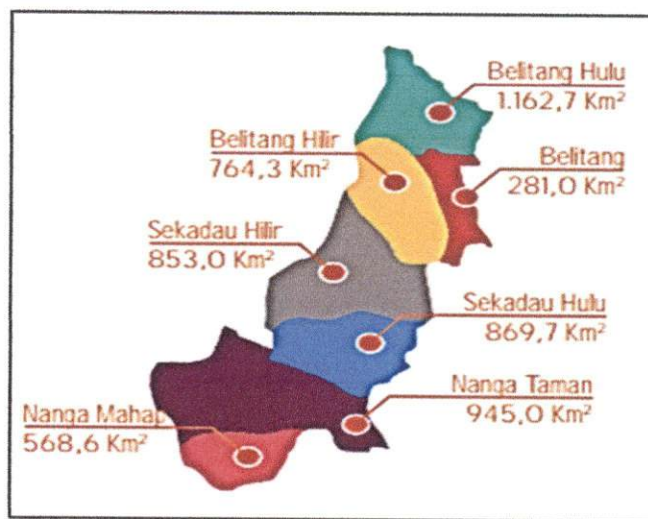 Belitang Hulu
1.162,7 Km²
Belitang Hilir
764,3 Km²
Belitang
281,0 Km²
Sekadau Hilir
853,0 Km²
Sekadau Hulu
869,7 Km²
Nanga Taman
945,0 Km²
Nanga Mahap
568,6 Km²